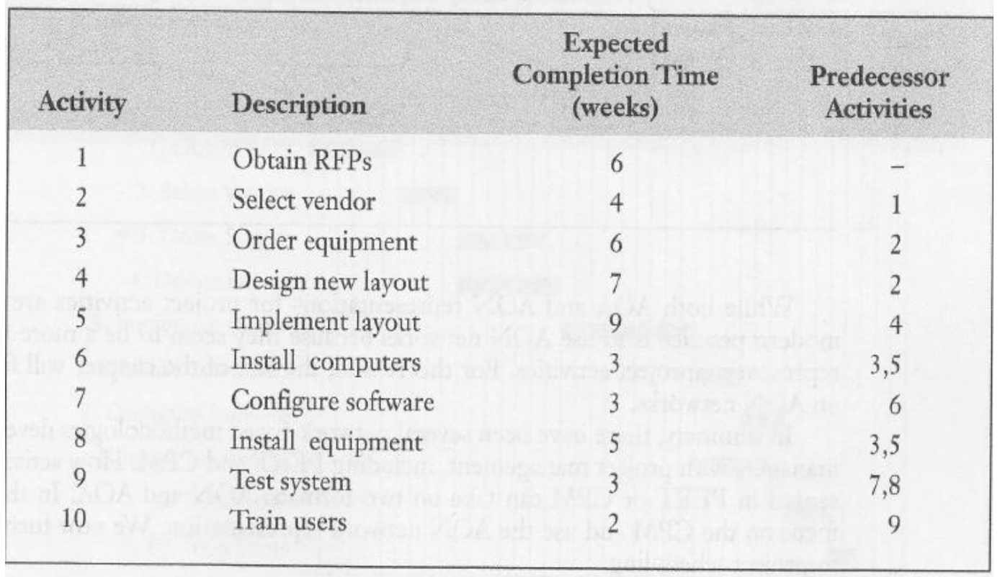 Expected
Completion Time Predecessor
Activity Description (weeks) Activities
1 Obtain RFPs 6 –
2 Select vendor 4 1
3 Order equipment 6 2
4 Design new layout 7 2
5 Implement layout 9 4
6 Install computers 3 3,5
7 Configure software 3 6
8 Install equipment 5 3,5
9 Test system 3 7,8
10 Train users 2 9